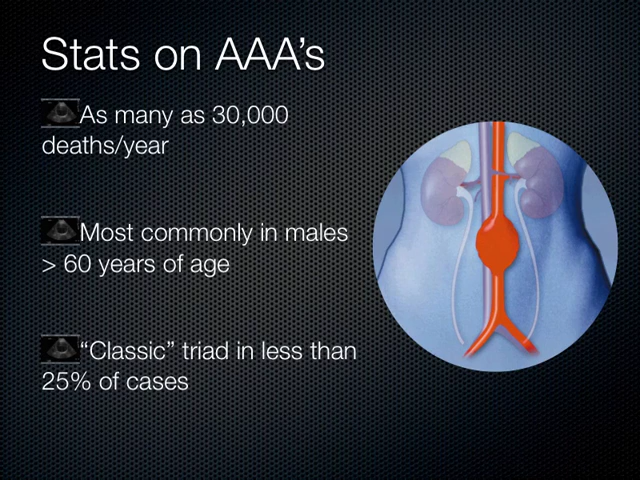 Stats on AAA’s
As many as 30,000
deaths/year
Most commonly in males
> 60 years of age
“Classic” triad in less than
25% of cases